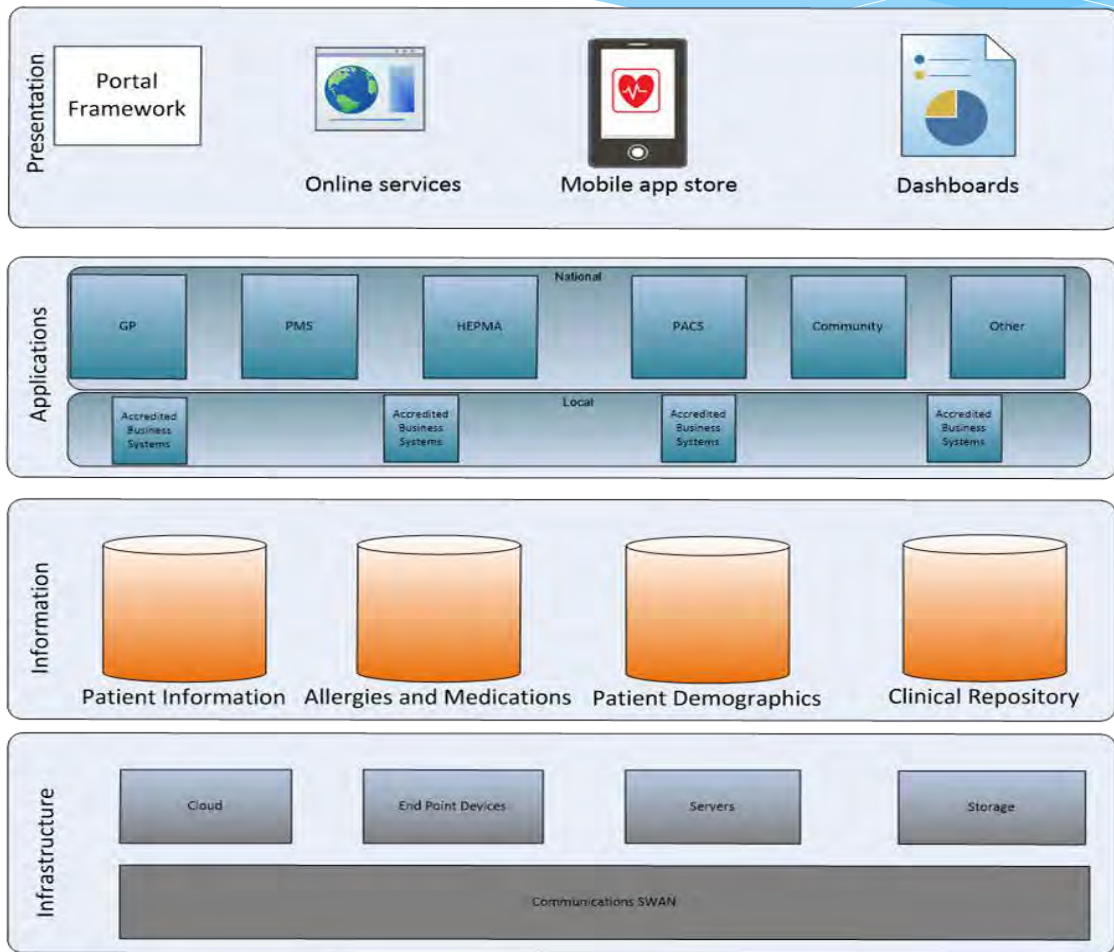 Presentation
Portal
Framework
Online services
Mobile app store
Dashboards
Applications
National
GP
PMS
HEPMA
PACS
Community
Other
Local
Accredited
Business
Systems
Accredited
Business
Systems
Accredited
Business
Systems
Accredited
Business
Systems
Information
Patient Information
Allergies and Medications
Patient Demographics
Clinical Repository
Infrastructure
Cloud
End Point Devices
Servers
Storage
Communications SWAN